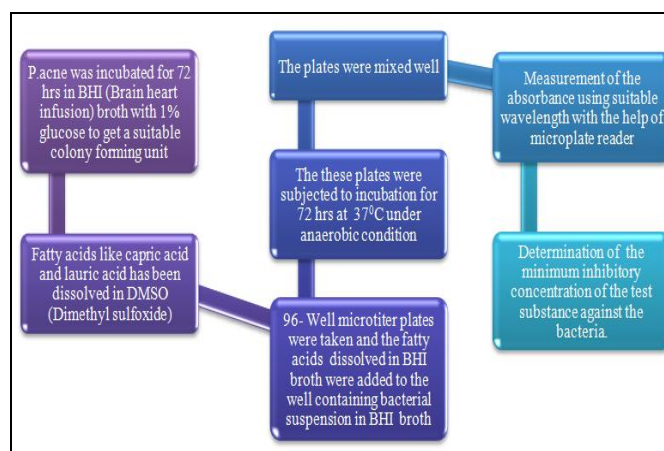 P.acne was incubated for 72
hrs in BHI (Brain heart
infusion) broth with 1%
glucose to get a suitable
colony forming unit
Fatty acids like capric acid
and lauric acid has been
dissolved in DMSO
(Dimethyl sulfoxide)
96- Well microtiter plates
were taken and the fatty
acids dissolved in BHI
broth were added to the
well containing bacterial
suspension in BHI broth
The these plates were
subjected to incubation for
72 hrs at 37⁰C under
anaerobic condition
The plates were mixed well
Measurement of the
absorbance using suitable
wavelength with the help of
microplate reader
Determination of the
minimum inhibitory
concentration of the test
substance against the
bacteria.